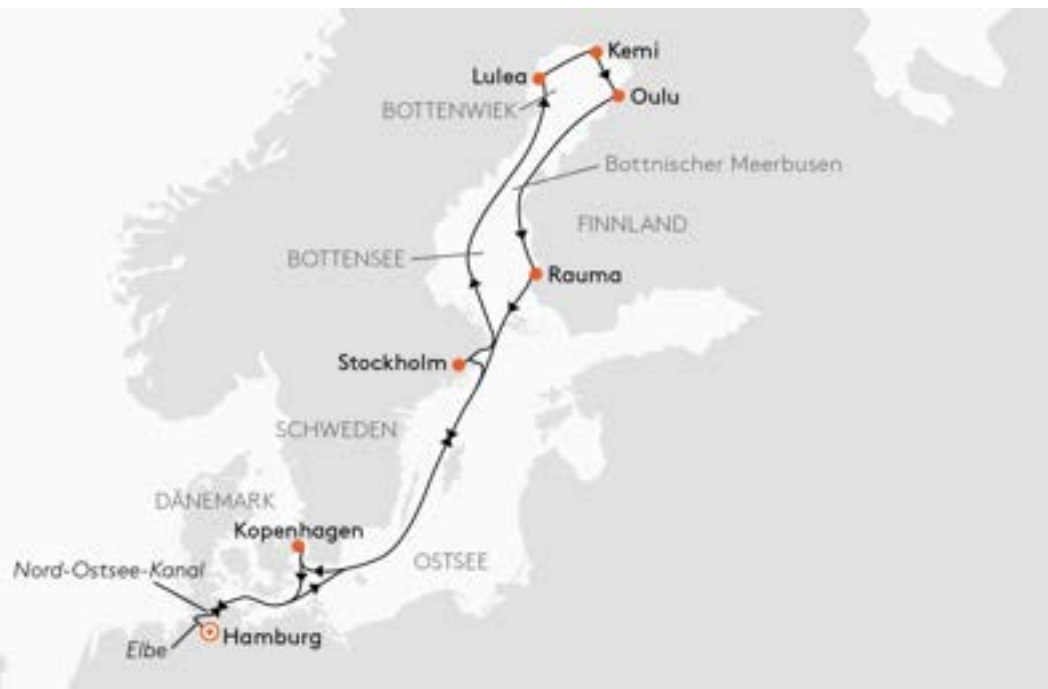 Kemi
Lulea
Oulu
BOTTENWIEK
Bottnischer Meerbusen
FINNLAND
BOTTENSEE
Rauma
Stockholm
SCHWEDEN
DÄNEMARK
Kopenhagen
OSTSEE
Nord-Ostsee-Kanal
Hamburg
Elbe